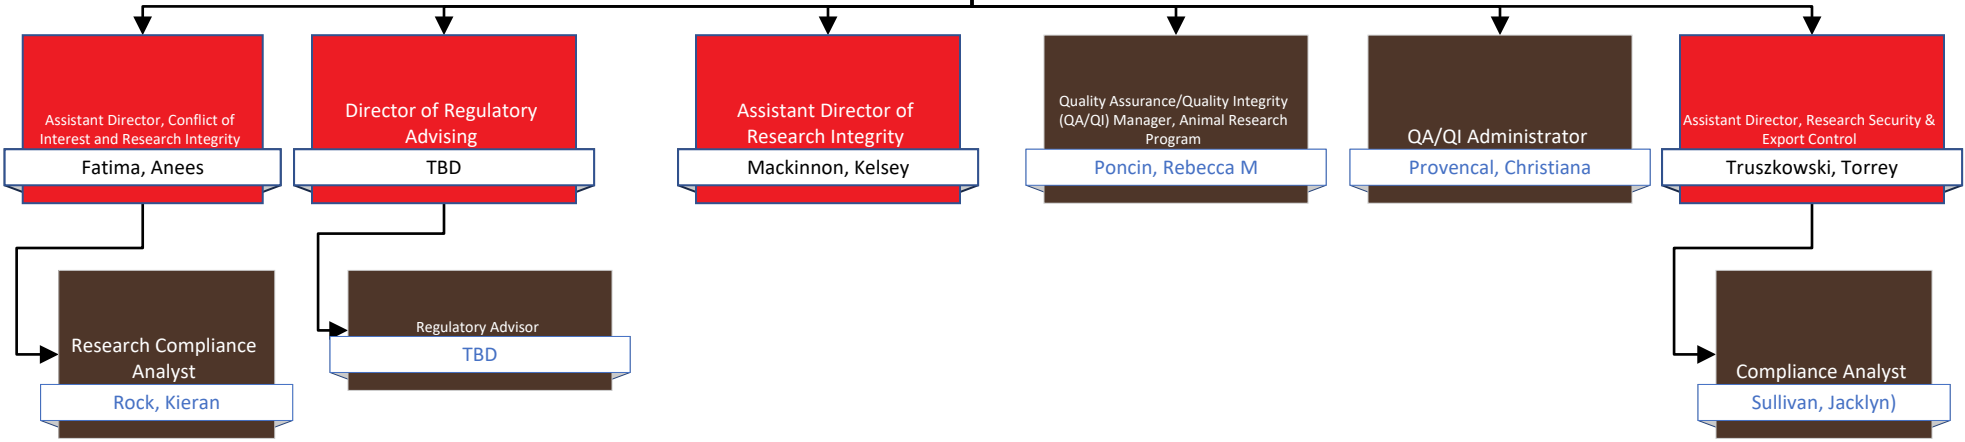 Assistant Director, Conflict of
Interest and Research Integrity
Fatima, Anees
Director of Regulatory
Advising
TBD
Assistant Director of
Research Integrity
Mackinnon, Kelsey
Quality Assurance/Quality Integrity
(QA/QI) Manager, Animal Research
Program
Poncin, Rebecca M
QA/QI Administrator
Provencal, Christiana
Assistant Director, Research Security &
Export Control
Truszkowski, Torrey
Research Compliance
Analyst
Rock, Kieran
Regulatory Advisor
TBD
Compliance Analyst
Sullivan, Jacklyn)